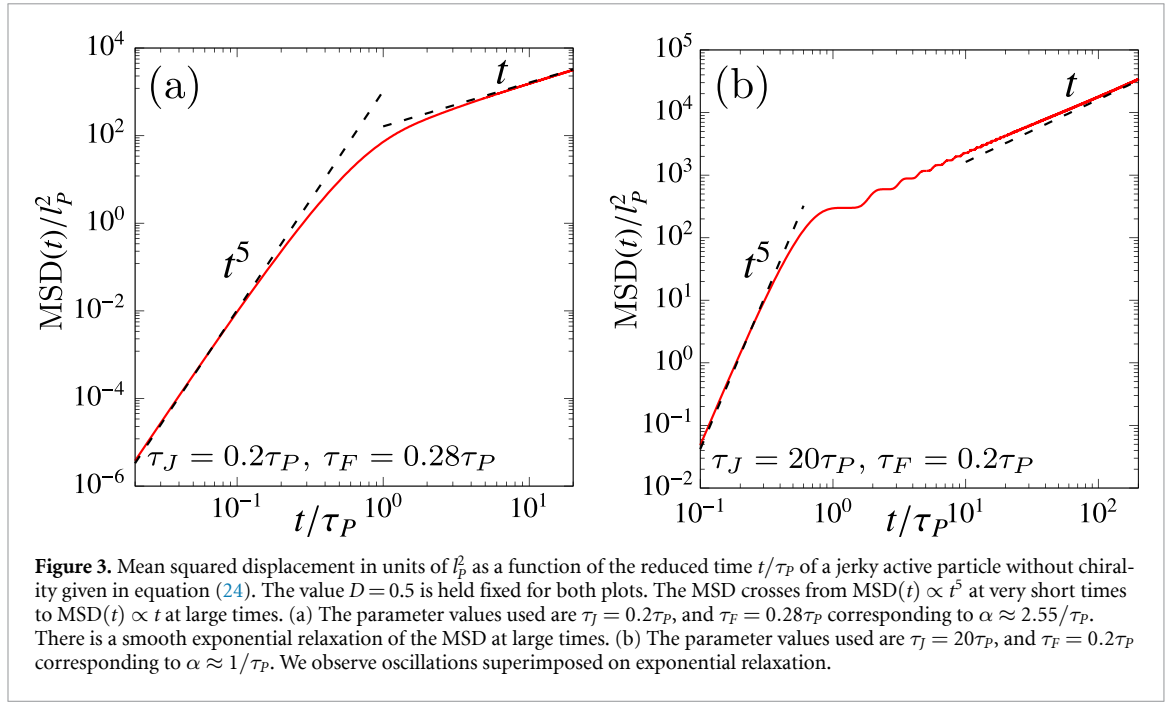 (a)
MSD(t)/l_P^2
10^4
10^2
10^0
10^−2
10^−4
10^−6
t
t^5
τ_J = 0.2τ_P, τ_F = 0.28τ_P
10^−1
10^0
10^1
t/τ_P
(b)
MSD(t)/l_P^2
10^5
10^4
10^3
10^2
10^1
10^0
10^−1
10^−2
t
t^5
τ_J = 20τ_P, τ_F = 0.2τ_P
10^−1
10^0
10^1
10^2
t/τ_P
Figure 3. Mean squared displacement in units of l_P^2 as a function of the reduced time t/τ_P of a jerky active particle without chiral-
ity given in equation (24). The value D = 0.5 is held fixed for both plots. The MSD crosses from MSD(t) ∝ t^5 at very short times
to MSD(t) ∝ t at large times. (a) The parameter values used are τ_J = 0.2τ_P, and τ_F = 0.28τ_P corresponding to α ≈ 2.55/τ_P.
There is a smooth exponential relaxation of the MSD at large times. (b) The parameter values used are τ_J = 20τ_P, and τ_F = 0.2τ_P
corresponding to α ≈ 1/τ_P. We observe oscillations superimposed on exponential relaxation.